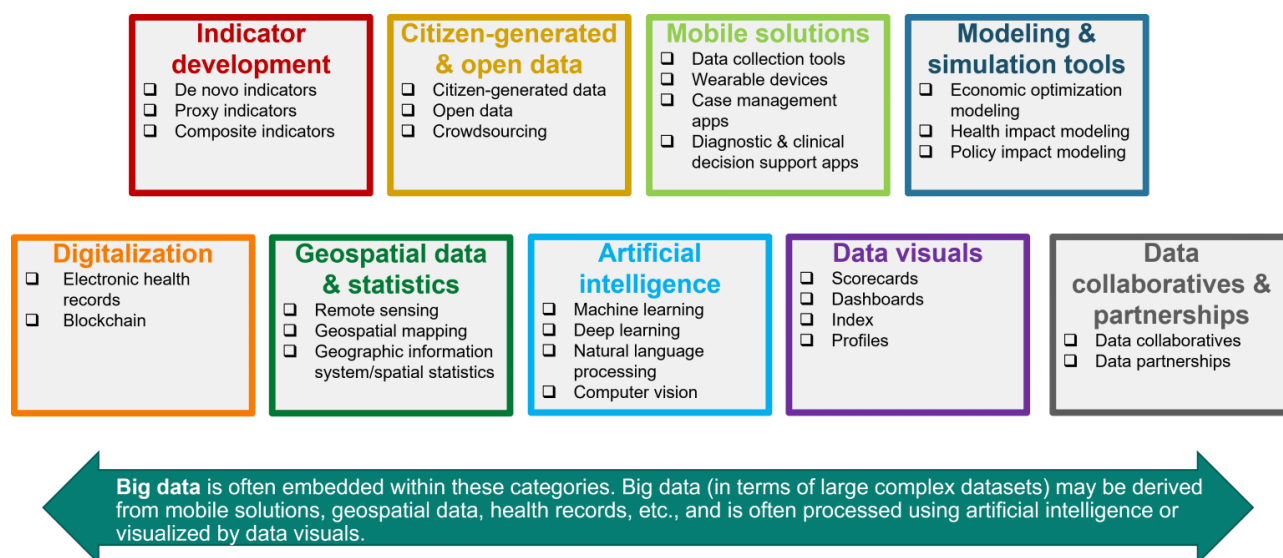 Indicator
development
❑ De novo indicators
❑ Proxy indicators
❑ Composite indicators
Citizen-generated
& open data
❑ Citizen-generated data
❑ Open data
❑ Crowdsourcing
Mobile solutions
❑ Data collection tools
❑ Wearable devices
❑ Case management
apps
❑ Diagnostic & clinical
decision support apps
Modeling &
simulation tools
❑ Economic optimization
modeling
❑ Health impact modeling
❑ Policy impact modeling
Digitalization
❑ Electronic health
records
❑ Blockchain
Geospatial data
& statistics
❑ Remote sensing
❑ Geospatial mapping
❑ Geographic information
system/spatial statistics
Artificial
intelligence
❑ Machine learning
❑ Deep learning
❑ Natural language
processing
❑ Computer vision
Data visuals
❑ Scorecards
❑ Dashboards
❑ Index
❑ Profiles
Data
collaboratives &
partnerships
❑ Data collaboratives
❑ Data partnerships
Big data is often embedded within these categories. Big data (in terms of large complex datasets) may be derived
from mobile solutions, geospatial data, health records, etc., and is often processed using artificial intelligence or
visualized by data visuals.